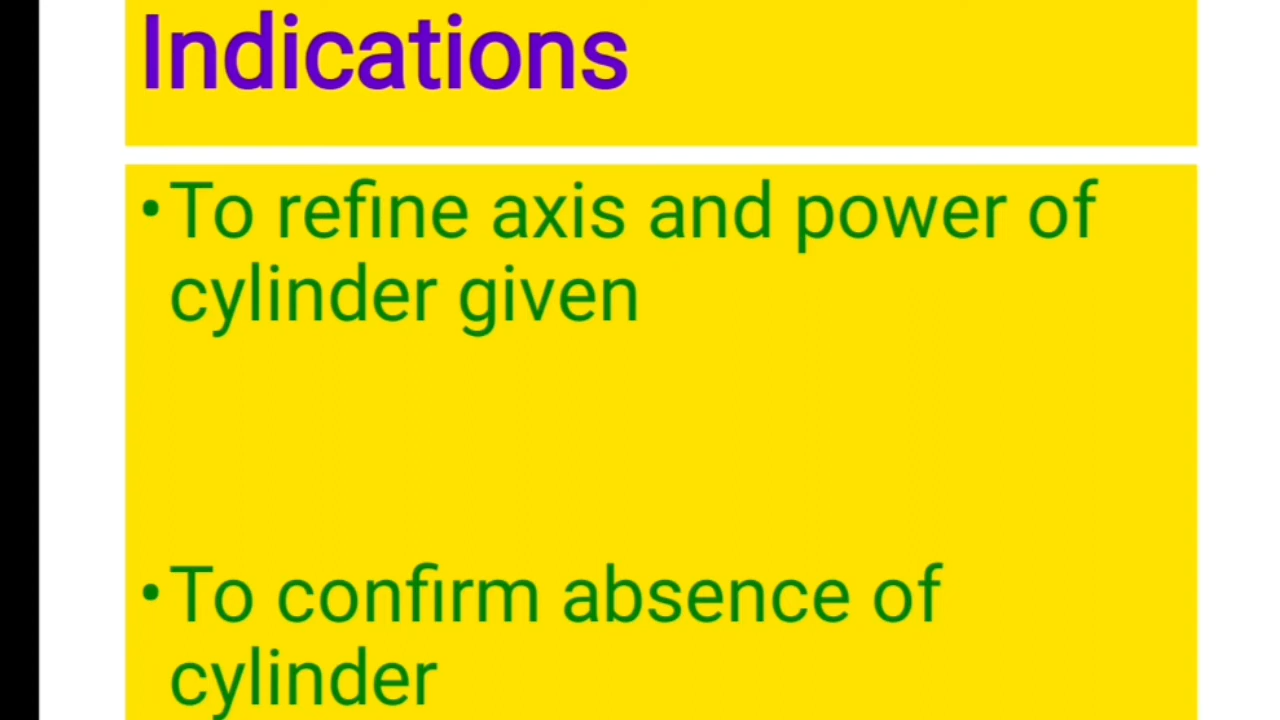 Indications
•To refine axis and power of
cylinder given
•To confirm absence of
cylinder